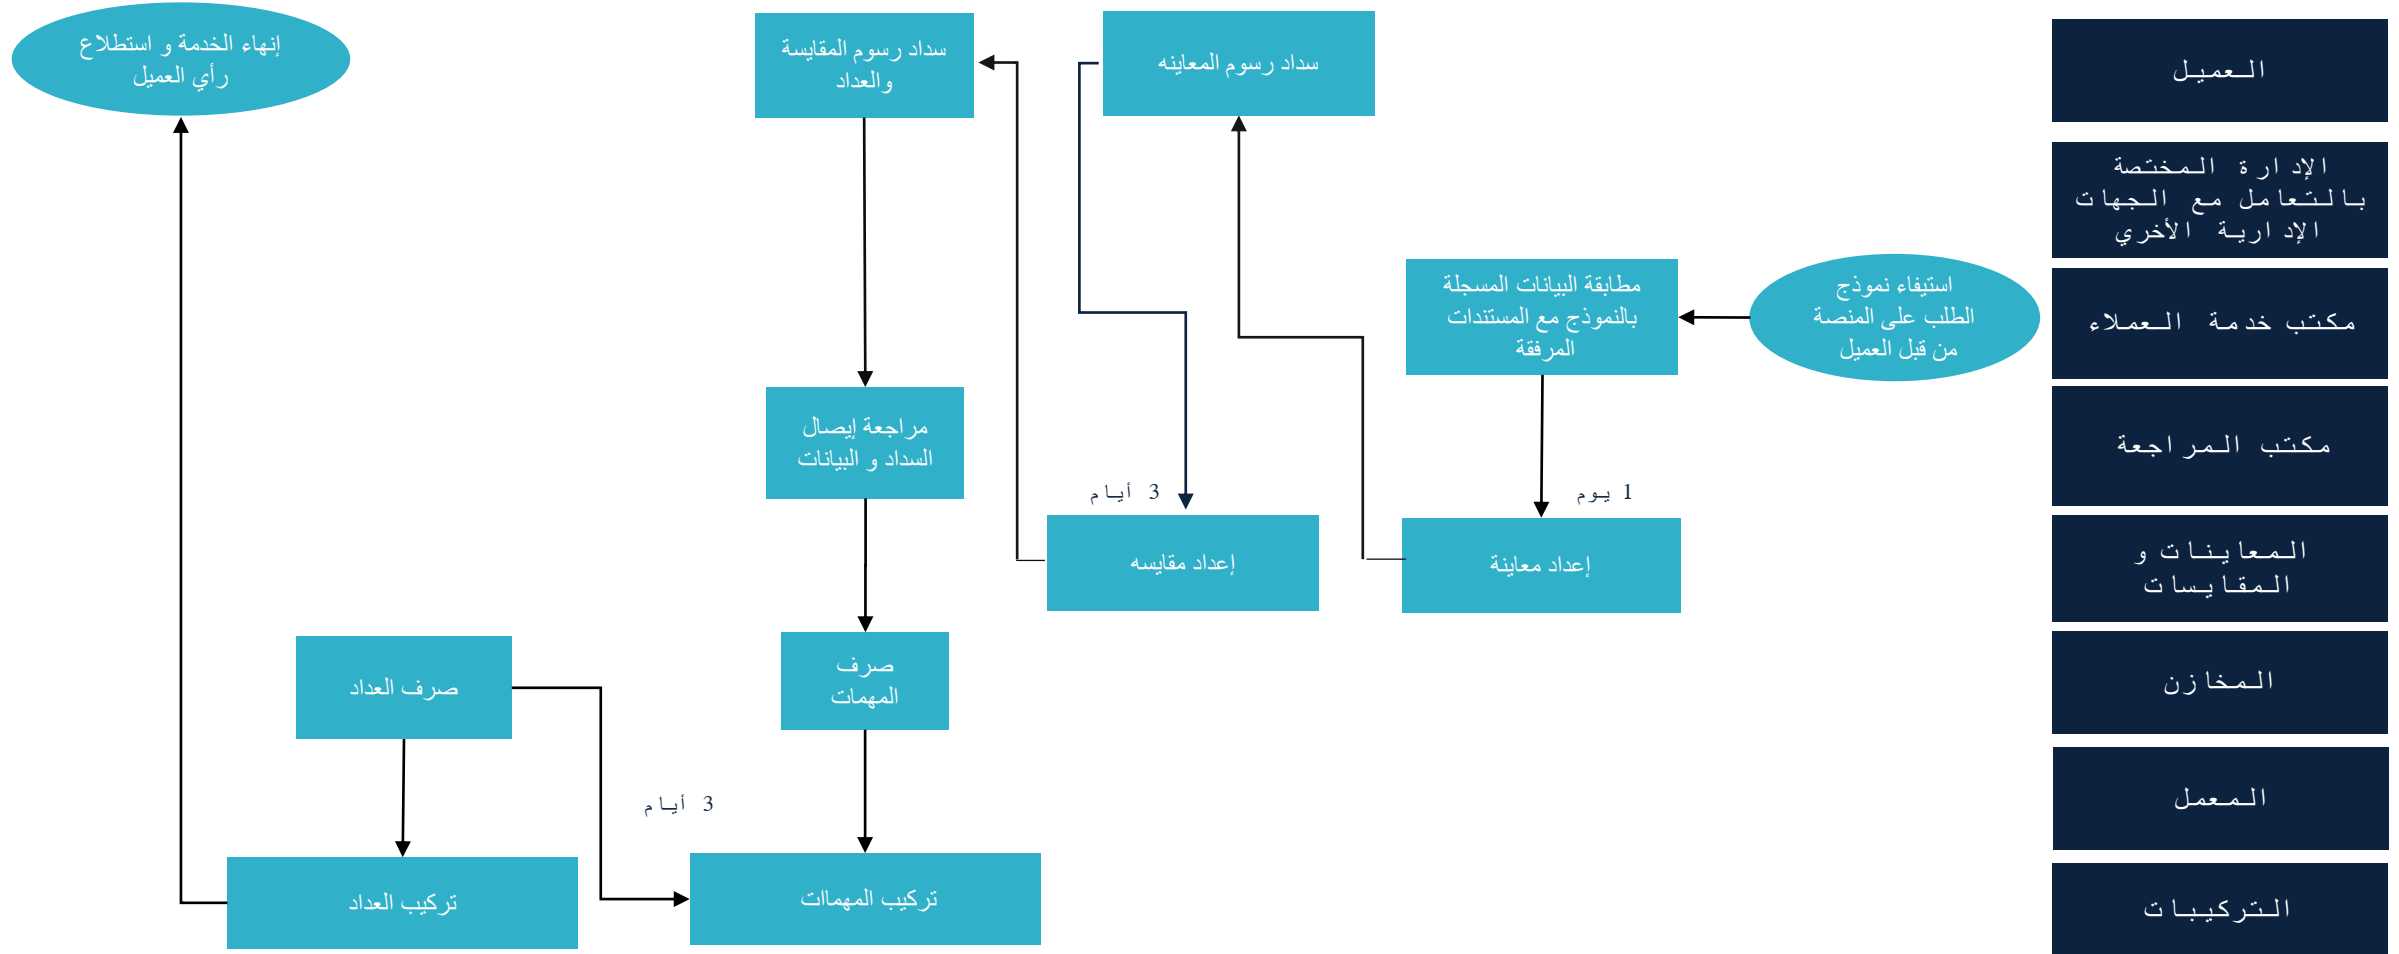 العميل
الإدارة المختصة
بالتعامل مع الجهات
الإدارية الأخري
مكتب خدمة العملاء
مكتب المراجعة
المعاينات و
المقايسات
المخازن
المعمل
التركيبات
استيفاء نموذج
الطلب على المنصة
من قبل العميل
مطابقة البيانات المسجلة
بالنموذج مع المستندات
المرفقة
1 يوم
إعداد معاينة
سداد رسوم المعاينه
3 أيام
إعداد مقايسه
سداد رسوم المقايسة
والعداد
مراجعة إيصال
السداد و البيانات
صرف
المهمات
تركيب المهماات
3 أيام
صرف العداد
تركيب العداد
إنهاء الخدمة و استطلاع
رأي العميل